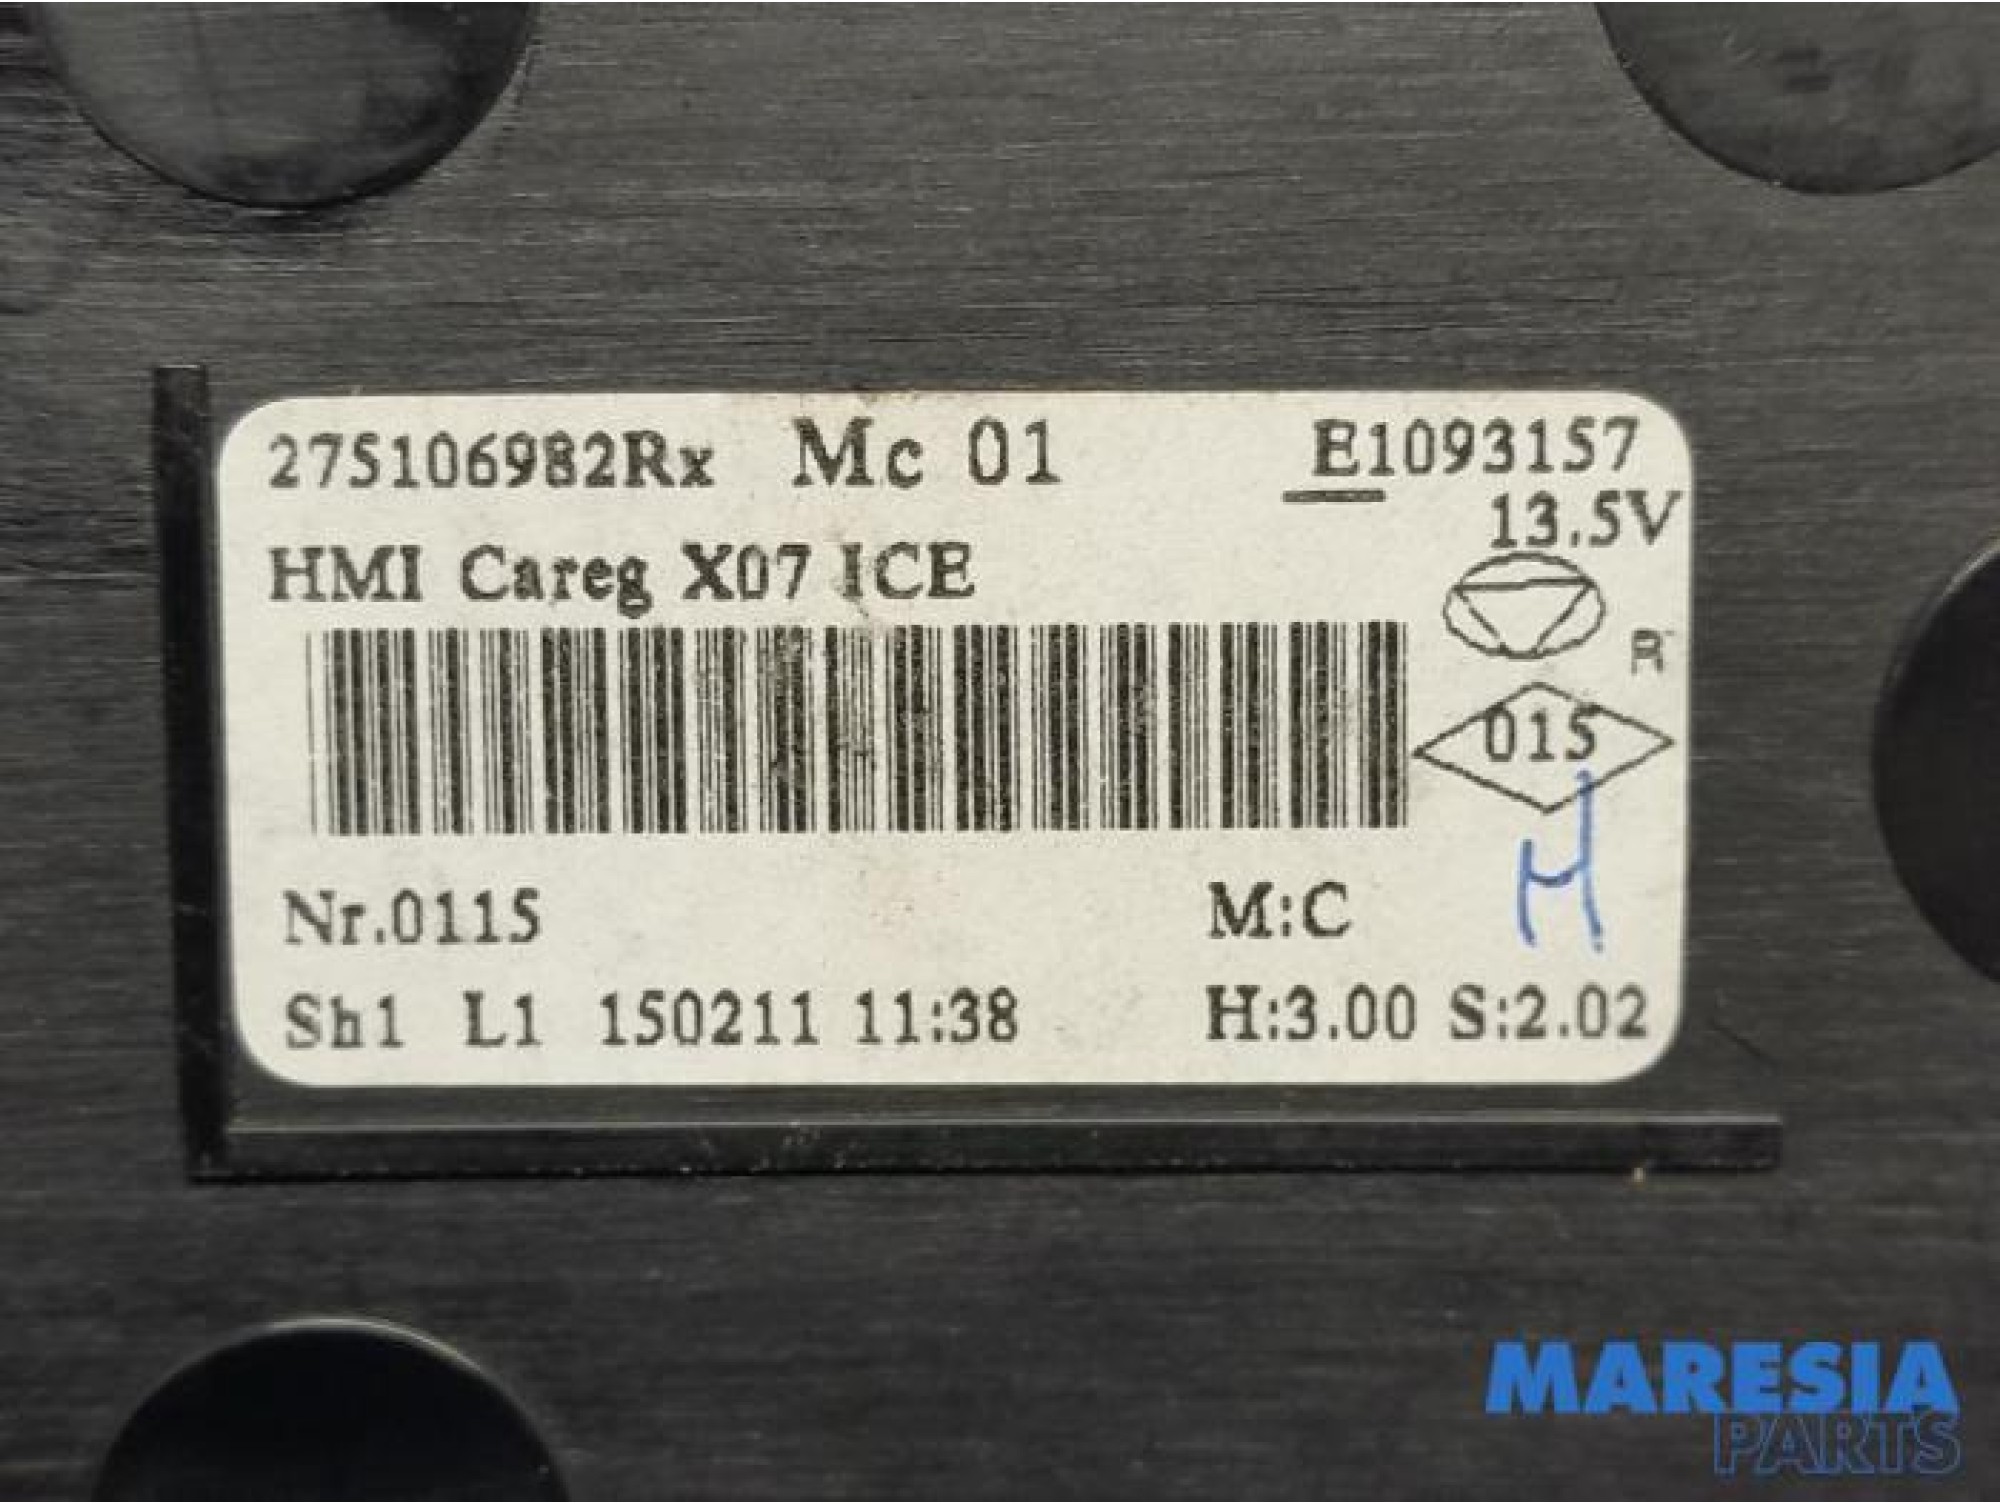 275106982Rx Mc 01 E1093157
13.5V
HMI Careg X07 ICE
R
015
H
Nr.0115 M:C
Sh1 L1 150211 11:38 H:3.00 S:2.02
MARESIA
PARTS